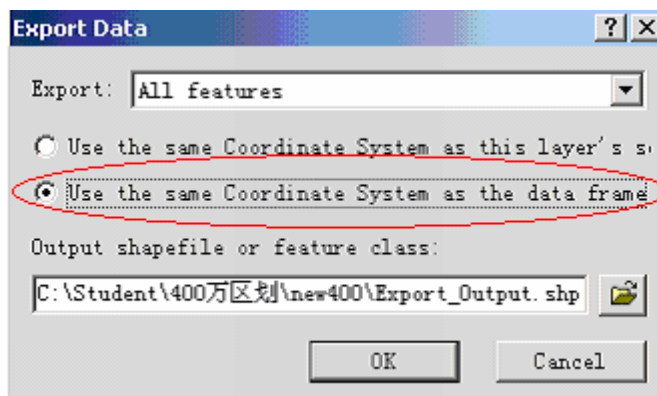 Export Data
Export: All features
Use the same Coordinate System as this layer's s
Use the same Coordinate System as the data frame
Output shapefile or feature class:
C:\Student\400万区划\new400\Export_Output.shp
OK Cancel